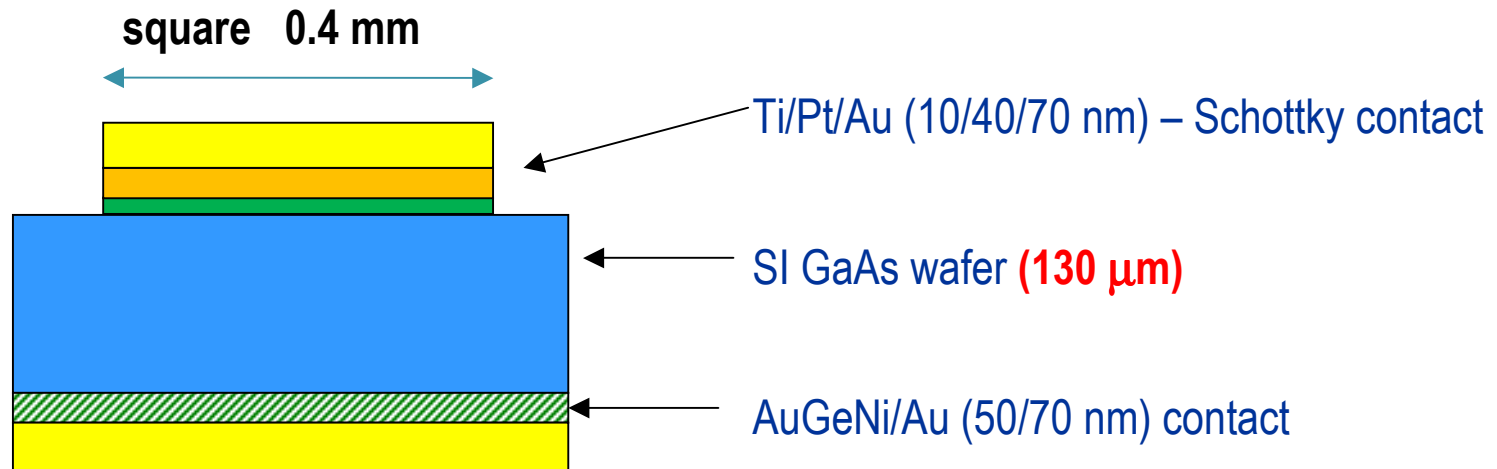 square 0.4 mm
Ti/Pt/Au (10/40/70 nm) – Schottky contact
SI GaAs wafer (130 μm)
AuGeNi/Au (50/70 nm) contact